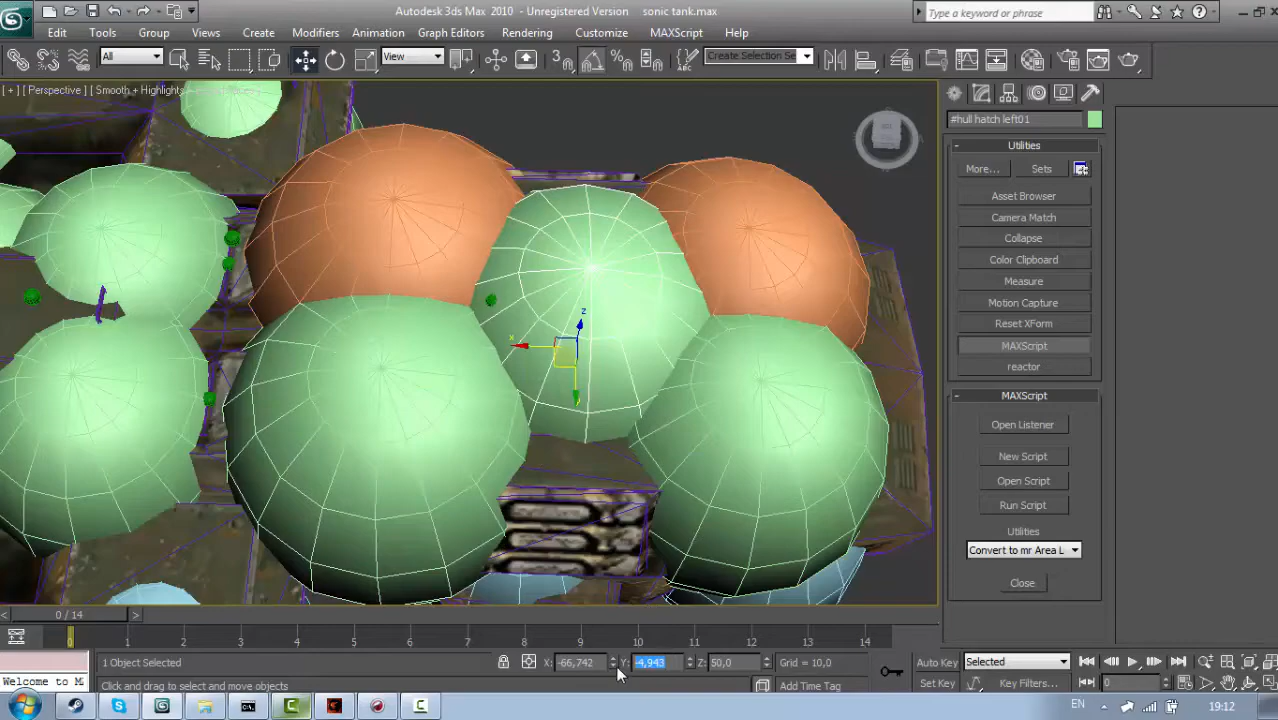 Autodesk 3ds Max 2010 - Unregistered Version sonic tank.max
Type a keyword or phrase
Edit Tools Group Views Create Modifiers Animation Graph Editors Rendering Customize MAXScript Help
All View Create Selection Se
[ + ] [ Perspective ] [ Smooth + Highlights
#hull hatch left01
Utilities
More... Sets
Asset Browser
Camera Match
Collapse
Color Clipboard
Measure
Motion Capture
Reset XForm
MAXScript
reactor
MAXScript
Open Listener
New Script
Open Script
Run Script
Utilities
Convert to mr Area L
Close
x z y
0 / 14
0 1 2 3 4 5 6 7 8 9 10 11 12 13 14
1 Object Selected X: -66,742 Y: -4,943 Z: 50,0 Grid = 10,0 Auto Key Selected
Welcome to M Click and drag to select and move objects Add Time Tag Set Key Key Filters... 0
EN 19:12